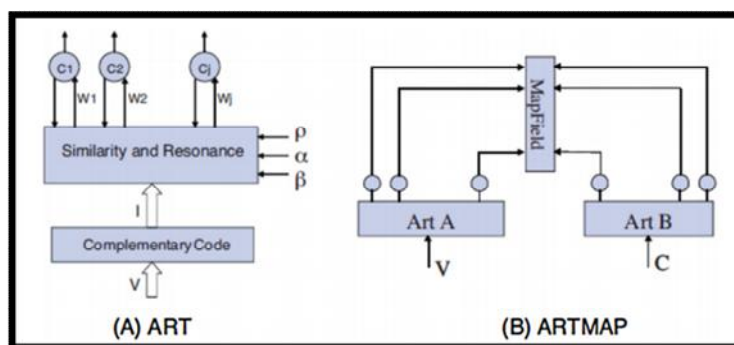 C1
C2
Cj
W1
W2
Wj
Similarity and Resonance
ρ
α
β
I
Complementary Code
V
(A) ART
MapField
Art A
Art B
V
C
(B) ARTMAP